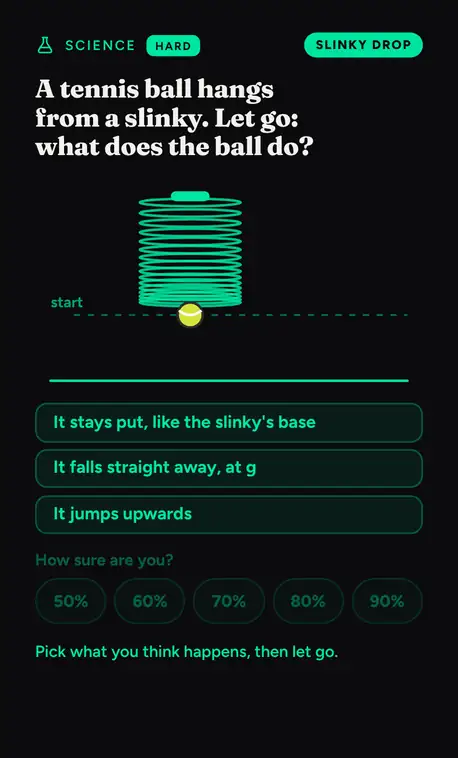 SCIENCE HARD SLINKY DROP
A tennis ball hangs
from a slinky. Let go:
what does the ball do?
start
It stays put, like the slinky's base
It falls straight away, at g
It jumps upwards
How sure are you?
50% 60% 70% 80% 90%
Pick what you think happens, then let go.